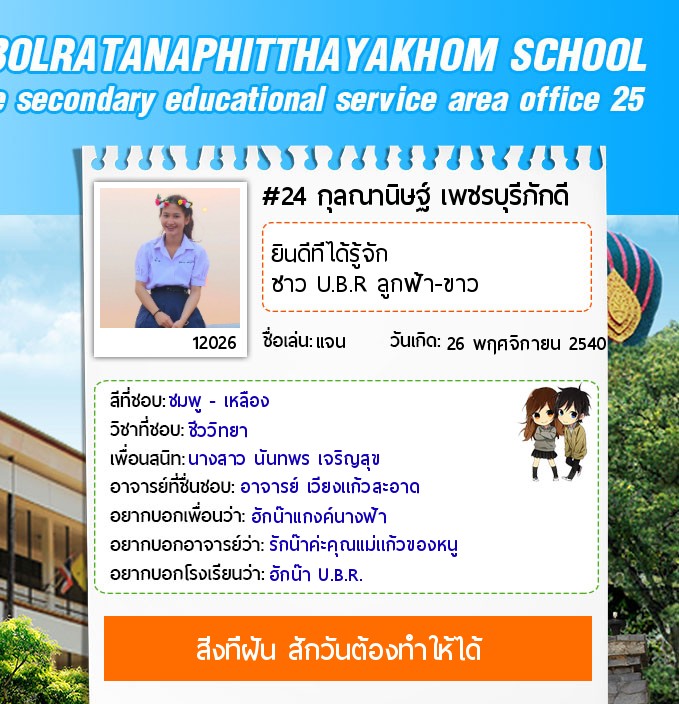 BOLRATANAPHITTHAYAKHOM SCHOOL
e secondary educational service area office 25
#24 กุลณานิษฐ์ เพชรบุรีภักดี
ยินดีที่ได้รู้จัก
ชาว U.B.R ลูกฟ้า-ขาว
12026
ชื่อเล่น: แจน วันเกิด: 26 พฤศจิกายน 2540
สีที่ชอบ: ชมพู - เหลือง
วิชาที่ชอบ: ชีววิทยา
เพื่อนสนิท: นางสาว นันทพร เจริญสุข
อาจารย์ที่ชื่นชอบ: อาจารย์ เวียงแก้วสะอาด
อยากบอกเพื่อนว่า: ฮักน๊าแกงค์นางฟ้า
อยากบอกอาจารย์ว่า: รักน๊าค่ะคุณแม่แก้วของหนู
อยากบอกโรงเรียนว่า: ฮักน๊า U.B.R.
สิ่งที่ฝัน สักวันต้องทำให้ได้